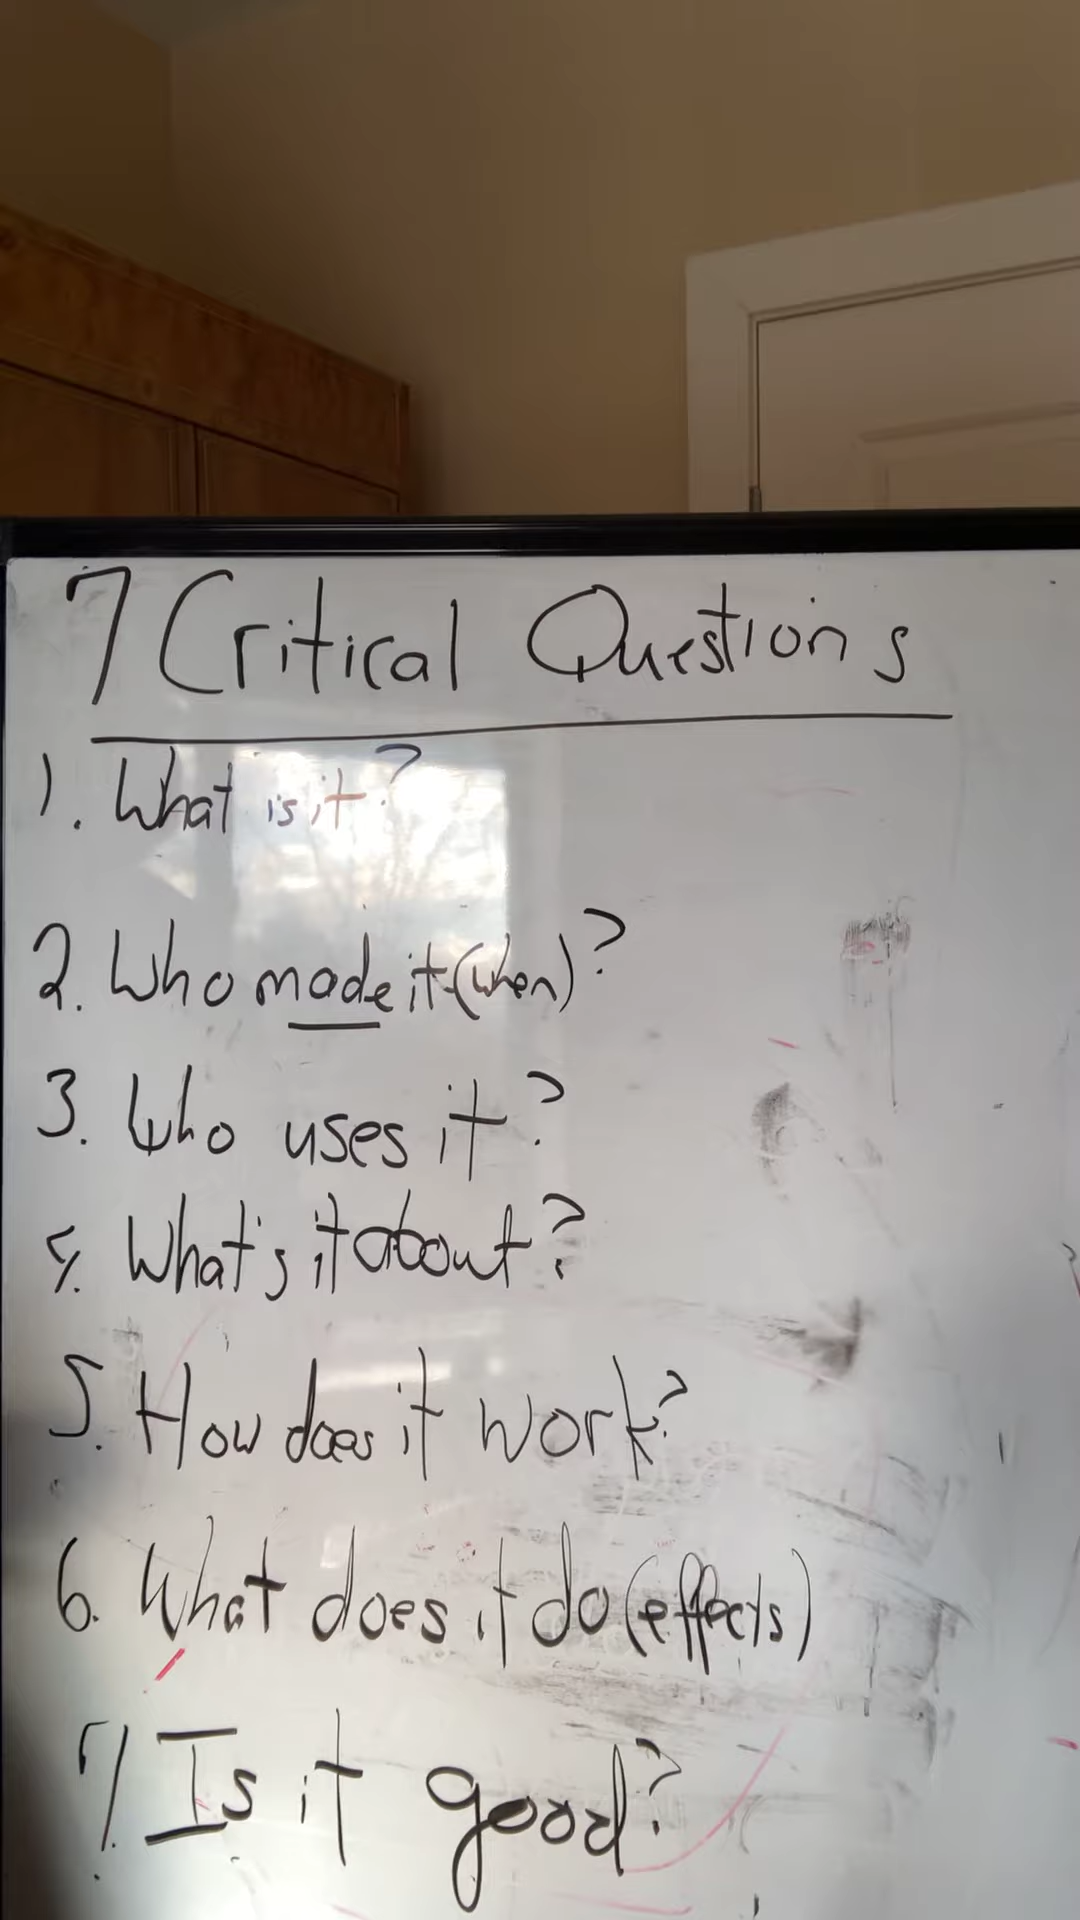 7 Critical Questions
1. What is it?
2. Who made it (when)?
3. Who uses it?
4. What's it about?
5. How does it work?
6. What does it do (effects)
7. Is it good?